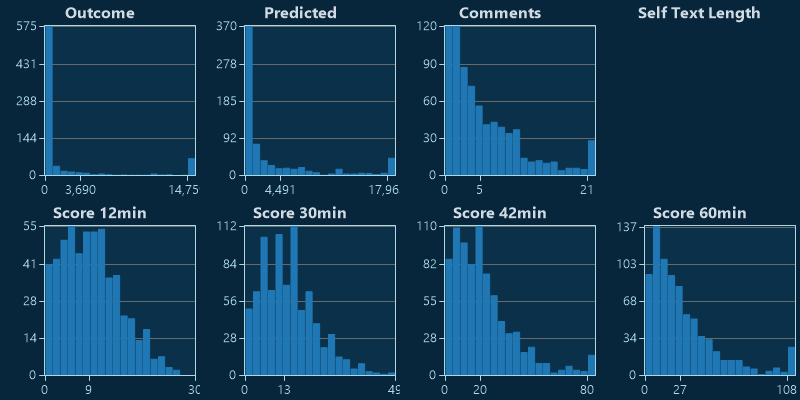 Outcome Predicted Comments Self Text Length
575 370 120
431 278 90
288 185 60
144 92 30
0 0 0
0 3,690 14,75 0 4,491 17,96 0 5 21
Score 12min Score 30min Score 42min Score 60min
55 112 110 137
41 84 82 103
28 56 55 68
14 28 28 34
0 0 0 0
0 9 30 0 13 49 0 20 80 0 27 108